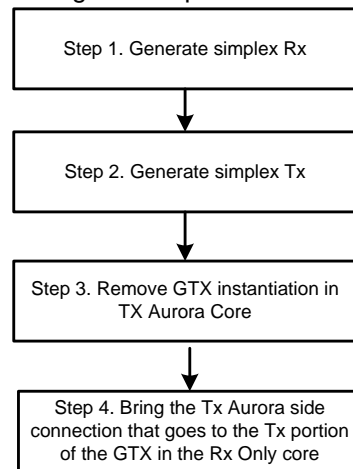 Step 1. Generate simplex Rx
Step 2. Generate simplex Tx
Step 3. Remove GTX instantiation in
TX Aurora Core
Step 4. Bring the Tx Aurora side
connection that goes to the Tx portion
of the GTX in the Rx Only core